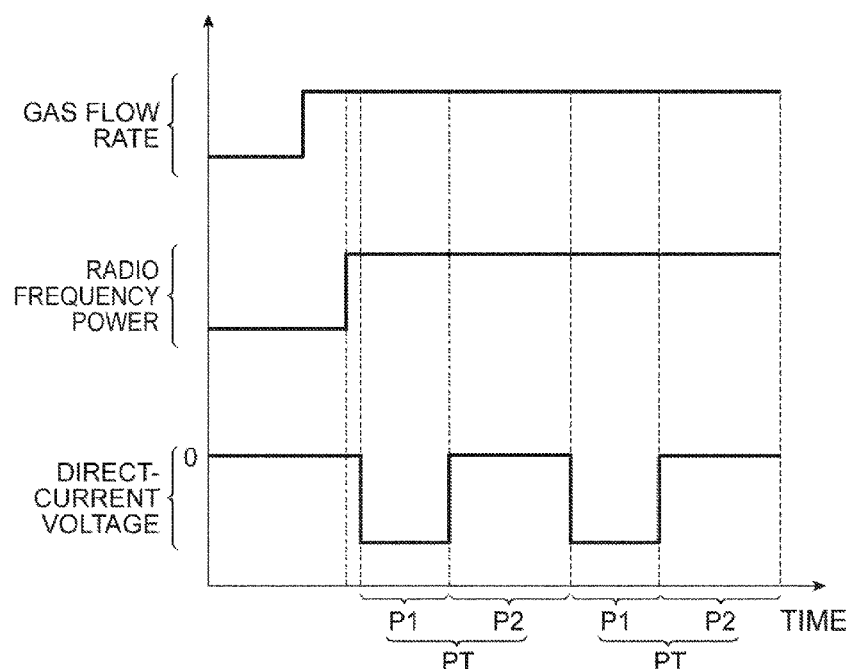 GAS FLOW
RATE
RADIO
FREQUENCY
POWER
0
DIRECT-
CURRENT
VOLTAGE
P1 P2 P1 P2 TIME
PT PT